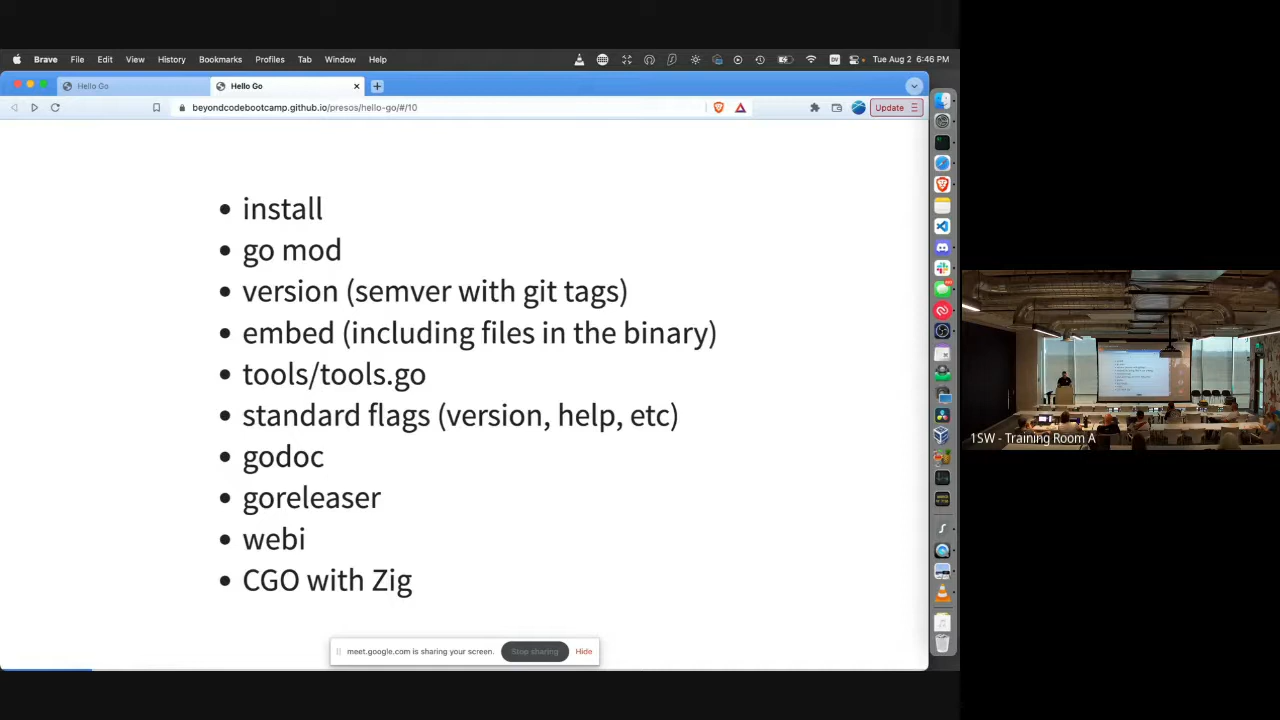 Brave File Edit View History Bookmarks Profiles Tab Window Help Tue Aug 2 6:46 PM
Hello Go Hello Go
beyondcodebootcamp.github.io/presos/hello-go/#/10 Update
• install
• go mod
• version (semver with git tags)
• embed (including files in the binary)
• tools/tools.go
• standard flags (version, help, etc)
• godoc
• goreleaser
• webi
• CGO with Zig
meet.google.com is sharing your screen. Stop sharing Hide
1SW - Training Room A